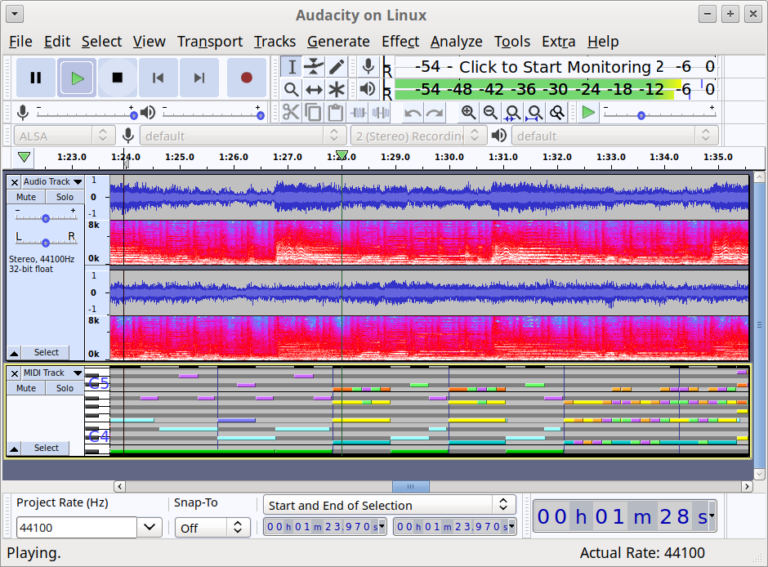 Audacity on Linux
File Edit Select View Transport Tracks Generate Effect Analyze Tools Extra Help
L R -54 - Click to Start Monitoring 2 -6 0
L R -54 -48 -42 -36 -30 -24 -18 -12 -6 0
ALSA default 2 (Stereo) Recordin default
1:23.0 1:24.0 1:25.0 1:26.0 1:27.0 1:28.0 1:29.0 1:30.0 1:31.0 1:32.0 1:33.0 1:34.0 1:35.0
Audio Track
Mute Solo
- +
L R
Stereo, 44100Hz
32-bit float
Select
1
0
-1
8k
0k
1
0
-1
8k
0k
MIDI Track
Mute Solo
Select
C5
C4
Project Rate (Hz) Snap-To Start and End of Selection
44100 Off 00 h 01 m 23.970 s 00 h 01 m 23.970 s
00 h 01 m 28 s
Playing. Actual Rate: 44100